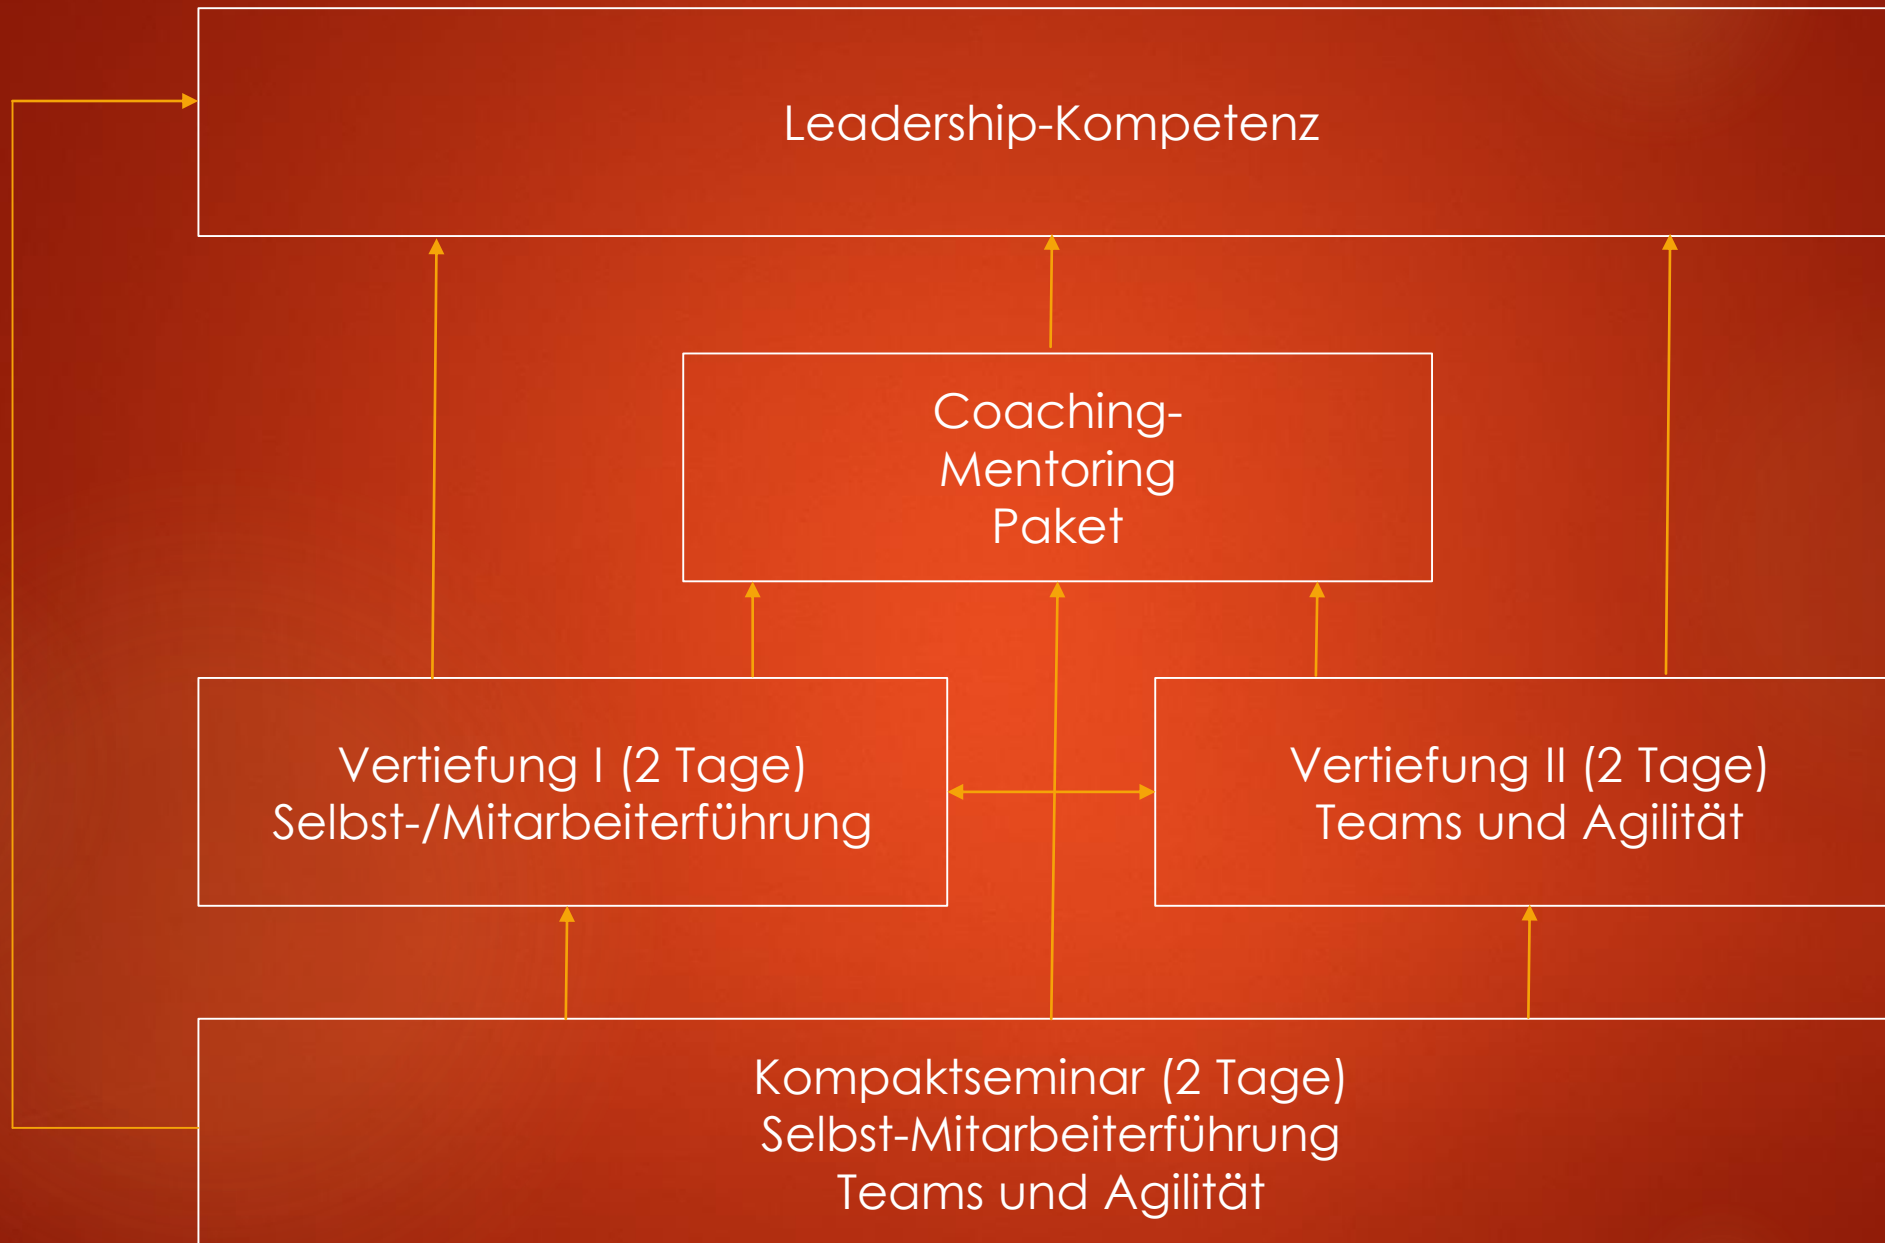 Leadership-Kompetenz
Coaching-
Mentoring
Paket
Vertiefung I (2 Tage)
Selbst-/Mitarbeiterführung
Vertiefung II (2 Tage)
Teams und Agilität
Kompaktseminar (2 Tage)
Selbst-Mitarbeiterführung
Teams und Agilität